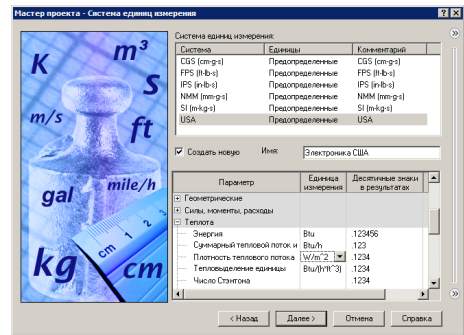 Мастер проекта - Система единиц измерения
K
m³
s
m/s
ft
gal
mile/h
kg
cm
cm 1 2 3
Система единиц измерения:
Система Единицы Комментарий
CGS (cm-g-s) Предопределенные CGS (cm-g-s)
FPS (ft-lb-s) Предопределенные FPS (ft-lb-s)
IPS (in-lb-s) Предопределенные IPS (in-lb-s)
NMM (mm-g-s) Предопределенные NMM (mm-g-s)
SI (m-kg-s) Предопределенные SI (m-kg-s)
USA Предопределенные USA
Создать новую Имя: Электроника США
Параметр Единица измерения Десятичные знаки в результатах
Геометрические
Силы, моменты, расходы
Теплота
Энергия Btu .123456
Суммарный тепловой поток и Btu/h .123
Плотность теплового потока W/m^2 .1234
Тепловыделение единицы Btu/(h*ft^3) .1234
Число Стэнтона .1234
< Назад Далее > Отмена Справка